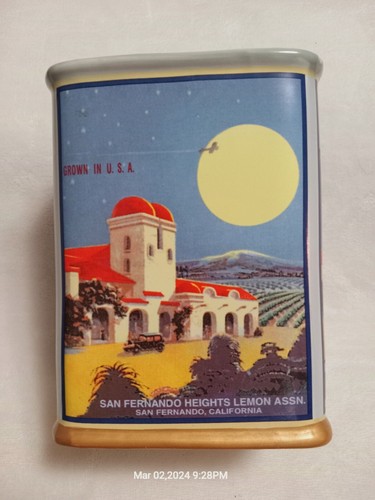 GROWN IN U.S.A.
SAN FERNANDO HEIGHTS LEMON ASSN.
SAN FERNANDO, CALIFORNIA
Mar 02,2024 9:28PM